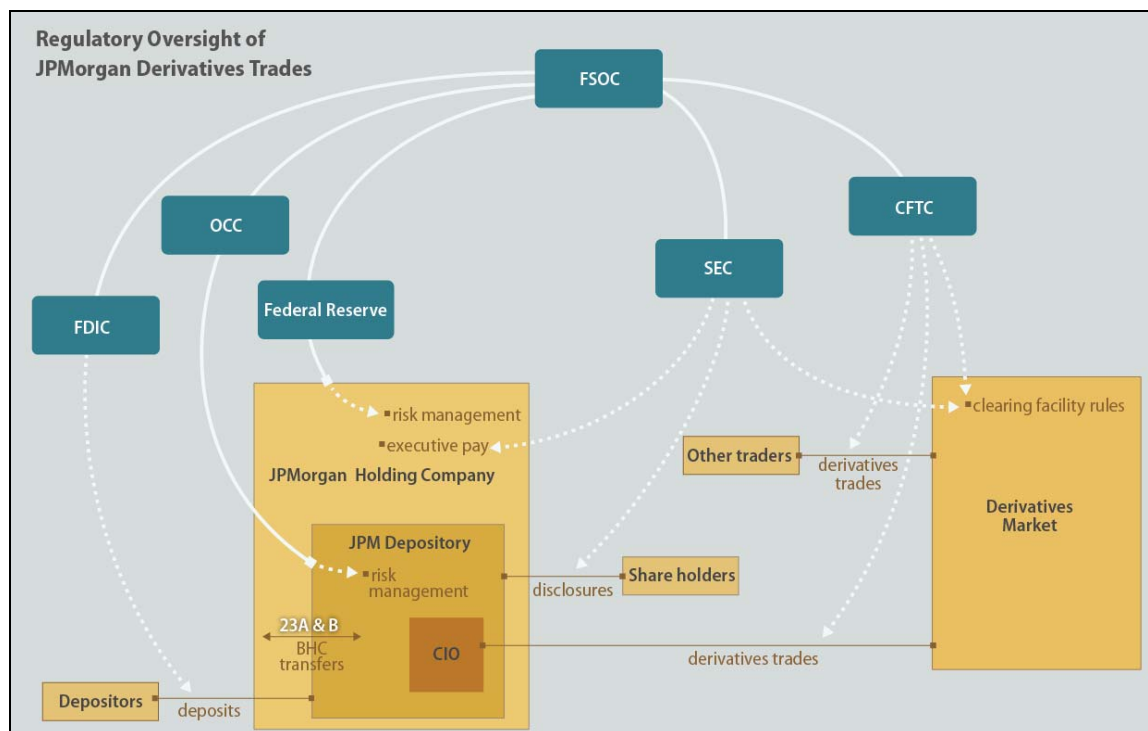 Regulatory Oversight of
JPMorgan Derivatives Trades
FSOC
OCC
CFTC
SEC
Federal Reserve
FDIC
risk management
executive pay
JPMorgan Holding Company
clearing facility rules
Other traders
derivatives
trades
Derivatives
Market
JPM Depository
risk
management
disclosures
Share holders
23A & B
BHC
transfers
CIO
derivatives trades
Depositors
deposits